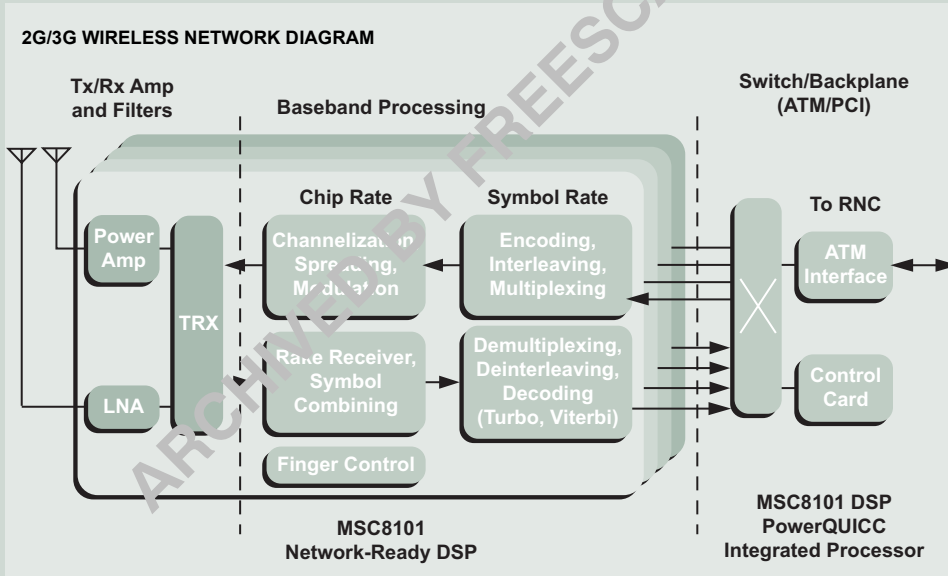 2G/3G WIRELESS NETWORK DIAGRAM
Tx/Rx Amp
and Filters
Baseband Processing
Switch/Backplane
(ATM/PCI)
Chip Rate
Symbol Rate
To RNC
Power
Amp
TRX
LNA
Channelization,
Spreading,
Modulation
Encoding,
Interleaving,
Multiplexing
ATM
Interface
Rake Receiver,
Symbol
Combining
Demultiplexing,
Deinterleaving,
Decoding
(Turbo, Viterbi)
Control
Card
Finger Control
MSC8101
Network-Ready DSP
MSC8101 DSP
PowerQUICC
Integrated Processor
ARCHIVED BY